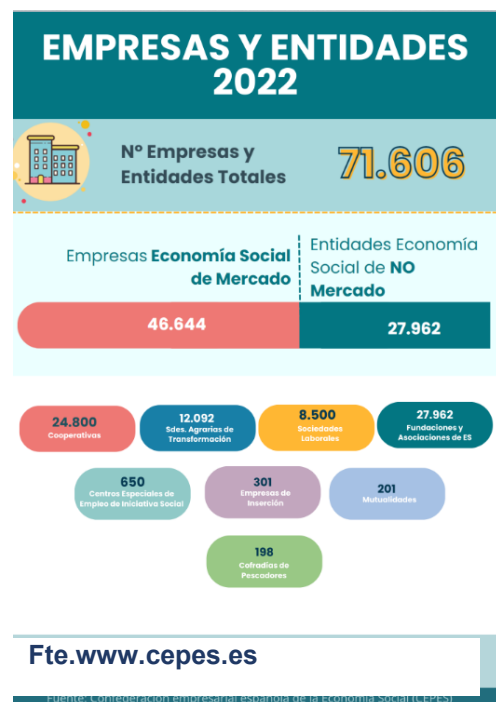 EMPRESAS Y ENTIDADES
2022
Nº Empresas y
Entidades Totales
71.606
Empresas Economía Social
de Mercado
Entidades Economía
Social de NO
Mercado
46.644
27.962
24.800
Cooperativas
12.092
Sdes. Agrarias de
Transformación
8.500
Sociedades
Laborales
27.962
Fundaciones y
Asociaciones de ES
650
Centros Especiales de
Empleo de Iniciativa Social
301
Empresas de
Inserción
201
Mutualidades
198
Cofradías de
Pescadores
Fte.www.cepes.es
Fuente: Confederación empresarial española de la Economía Social (CEPES)